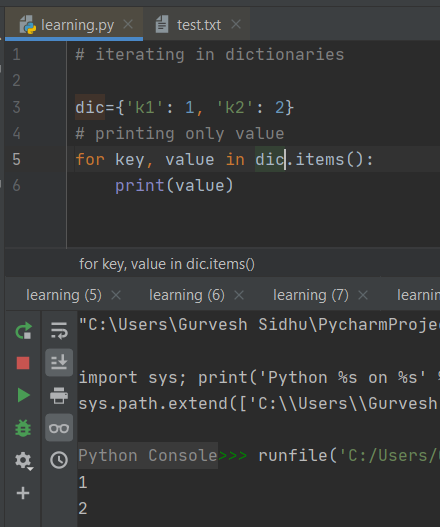 learning.py test.txt
1 # iterating in dictionaries
2
3 dic={'k1': 1, 'k2': 2}
4 # printing only value
5 for key, value in dic.items():
6     print(value)
for key, value in dic.items()
learning (5) learning (6) learning (7)
"C:\Users\Gurvesh Sidhu\PycharmProje
import sys; print('Python %s on %s' %
sys.path.extend(['C:\\Users\\Gurvesh
Python Console>>> runfile('C:/Users/
1
2